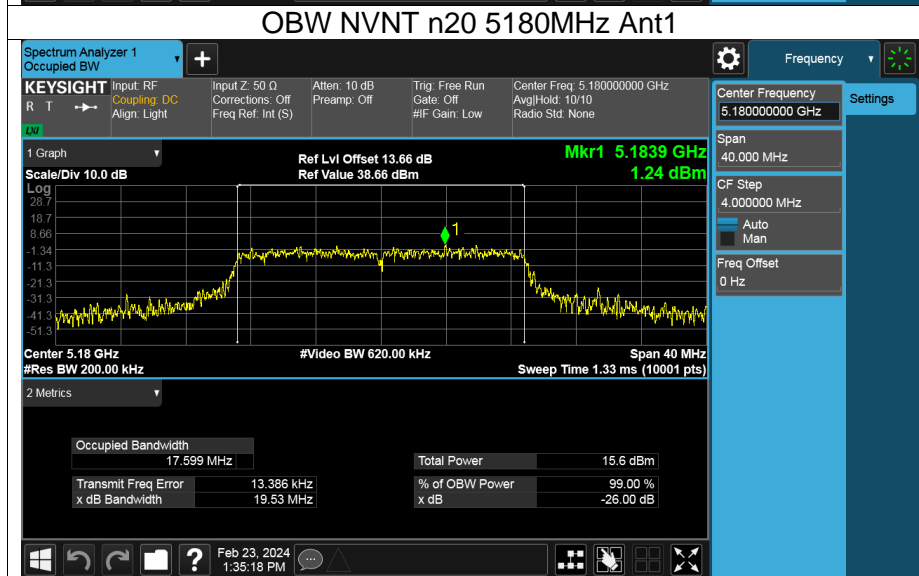 OBW NVNT n20 5180MHz Ant1
Spectrum Analyzer 1
Occupied BW
+
Frequency
KEYSIGHT
R T
LXI
Input: RF
Coupling: DC
Align: Light
Input Z: 50 Ω
Corrections: Off
Freq Ref: Int (S)
Atten: 10 dB
Preamp: Off
Trig: Free Run
Gate: Off
#IF Gain: Low
Center Freq: 5.180000000 GHz
Avg|Hold: 10/10
Radio Std: None
Center Frequency
5.180000000 GHz
Settings
Span
40.000 MHz
CF Step
4.000000 MHz
Auto
Man
Freq Offset
0 Hz
1 Graph
Scale/Div 10.0 dB
Ref Lvl Offset 13.66 dB
Ref Value 38.66 dBm
Mkr1 5.1839 GHz
1.24 dBm
Log
28.7
18.7
8.66
-1.34
-11.3
-21.3
-31.3
-41.3
-51.3
1
Center 5.18 GHz
#Video BW 620.00 kHz
Span 40 MHz
#Res BW 200.00 kHz
Sweep Time 1.33 ms (10001 pts)
2 Metrics
Occupied Bandwidth
17.599 MHz
Total Power 15.6 dBm
Transmit Freq Error 13.386 kHz
% of OBW Power 99.00 %
x dB Bandwidth 19.53 MHz
x dB -26.00 dB
?
Feb 23, 2024
1:35:18 PM